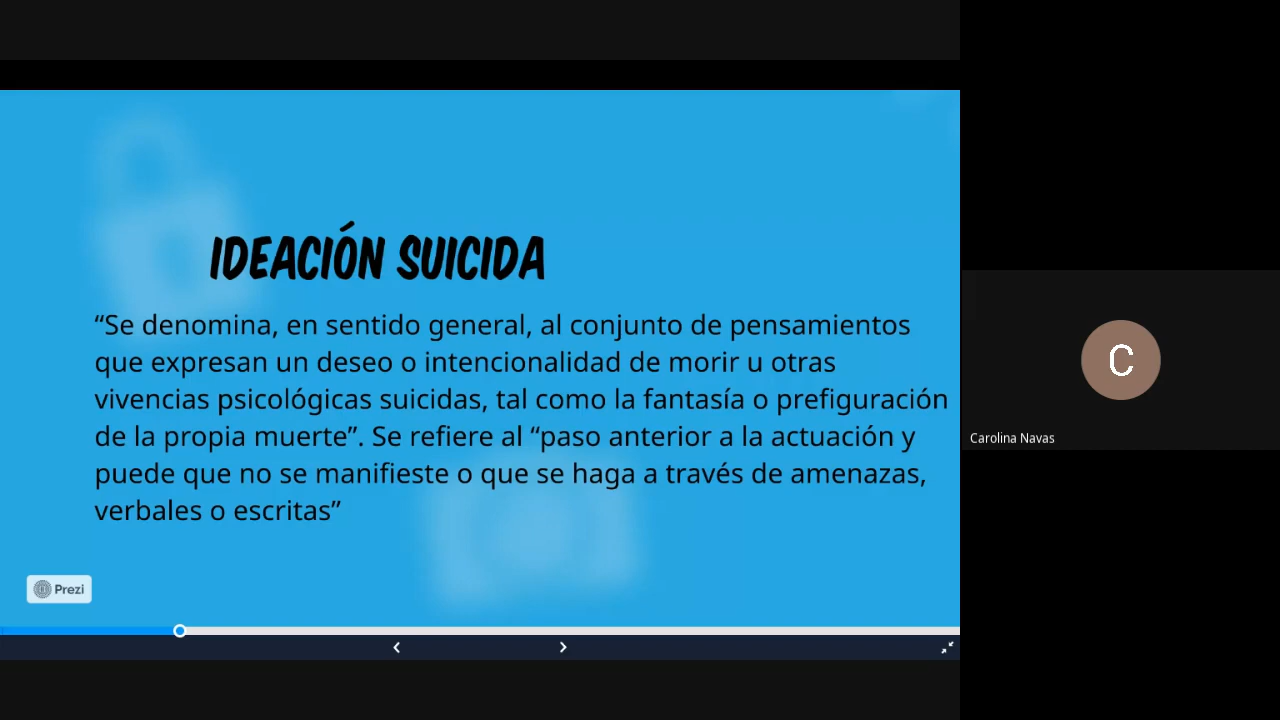 IDEACIÓN SUICIDA
“Se denomina, en sentido general, al conjunto de pensamientos
que expresan un deseo o intencionalidad de morir u otras
vivencias psicológicas suicidas, tal como la fantasía o prefiguración
de la propia muerte”. Se refiere al “paso anterior a la actuación y
puede que no se manifieste o que se haga a través de amenazas,
verbales o escritas”
Prezi
C
Carolina Navas